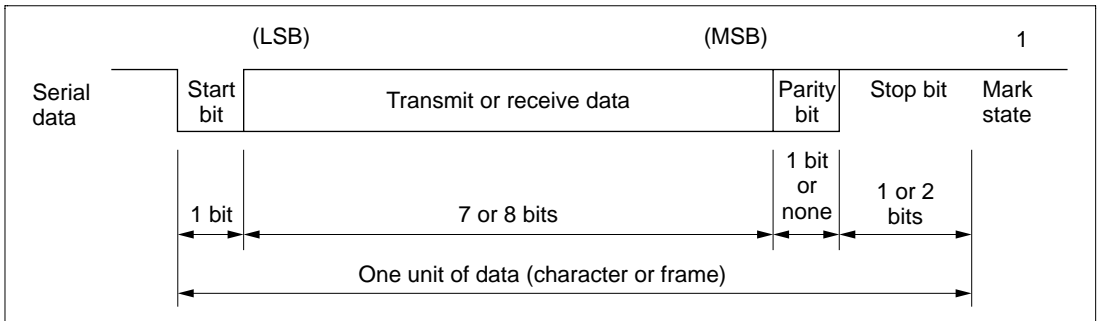 (LSB) (MSB) 1
Serial data
Start bit
Transmit or receive data
Parity bit
Stop bit
Mark state
1 bit
7 or 8 bits
1 bit or none
1 or 2 bits
One unit of data (character or frame)